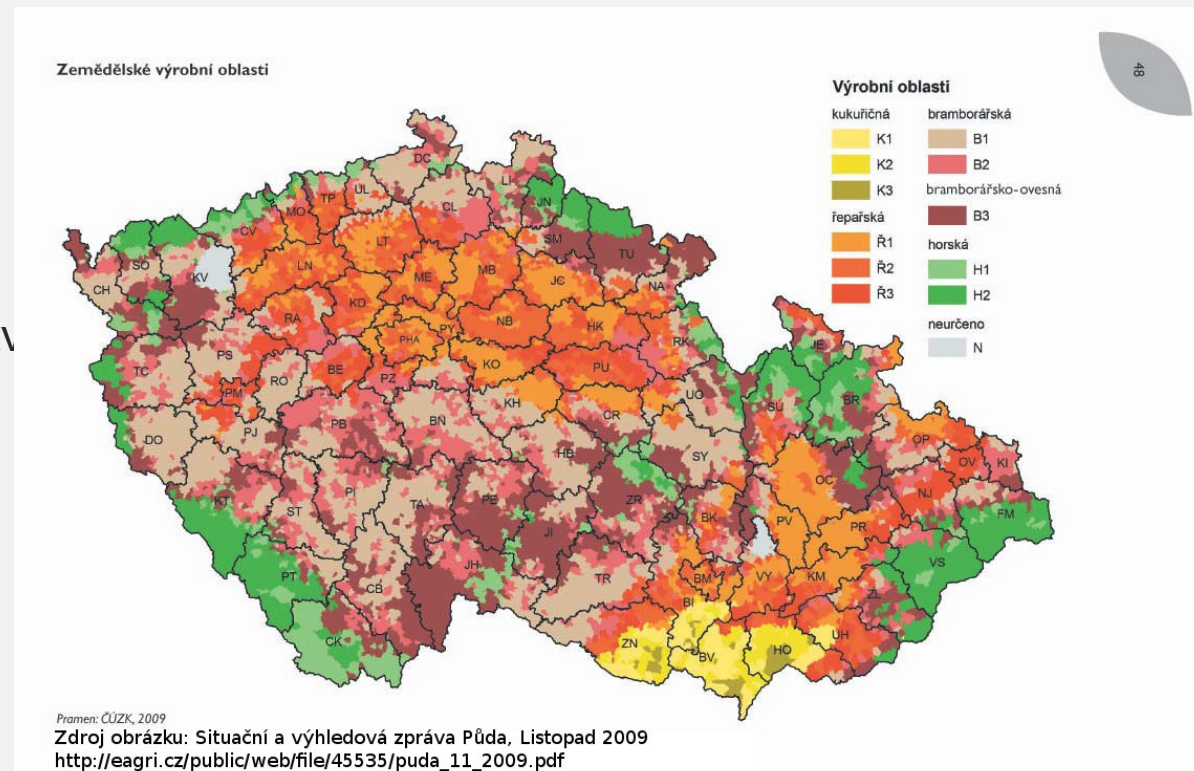 Zemědělské výrobní oblasti
48
Výrobní oblasti
kukuřičná
K1
K2
K3
řepařská
Ř1
Ř2
Ř3
bramborářská
B1
B2
bramborářsko-ovesná
B3
horská
H1
H2
neurčeno
N
v
DC
LI
UL
TP
MO
CL
JN
CV
LT
SM
TU
SO
KV
LN
ME
MB
JC
NA
CH
KD
RA
NB
HK
PHA
PY
RK
JE
TC
PS
BE
PZ
KO
PU
PM
RO
KH
UO
SU
BR
DO
PJ
PB
BN
CR
OP
HB
SY
OV
KI
KT
PI
OC
NJ
ST
TA
PE
ZR
BK
PV
PR
FM
JI
VS
PT
CB
JH
TR
BM
VY
KM
ZL
BI
CK
ZN
BV
HO
UH
Pramen: ČÚZK, 2009
Zdroj obrázku: Situační a výhledová zpráva Půda, Listopad 2009
http://eagri.cz/public/web/file/45535/puda_11_2009.pdf